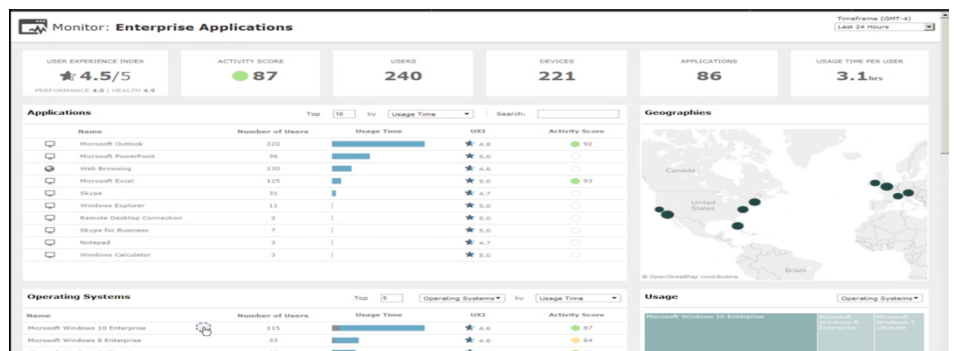 Monitor: Enterprise Applications
Timeframe (GMT-4)
Last 24 Hours
USER EXPERIENCE INDEX
4.5/5
PERFORMANCE 4.0 | HEALTH 4.9
ACTIVITY SCORE
87
USERS
240
DEVICES
221
APPLICATIONS
86
USAGE TIME PER USER
3.1hrs
Applications Top 10 by Usage Time Search:
Name Number of Users Usage Time UXI Activity Score
Microsoft Outlook 220 4.8 92
Microsoft PowerPoint 36 5.0
Web Browsing 130 4.6
Microsoft Excel 125 5.0 93
Skype 31 4.7
Windows Explorer 11 5.0
Remote Desktop Connection 2 5.0
Skype for Business 7 5.0
Notepad 3 4.7
Windows Calculator 3 5.0
Geographies
Canada
United
States
Brazil
© OpenStreetMap contributors
Operating Systems Top 5 Operating Systems by Usage Time
Name Number of Users Usage Time UXI Activity Score
Microsoft Windows 10 Enterprise 115 4.6 87
Microsoft Windows 8 Enterprise 33 4.6 84
Usage Operating Systems
Microsoft Windows 10 Enterprise
Microsoft
Windows 8
Enterprise
Microsoft
Windows 7
Ultimate